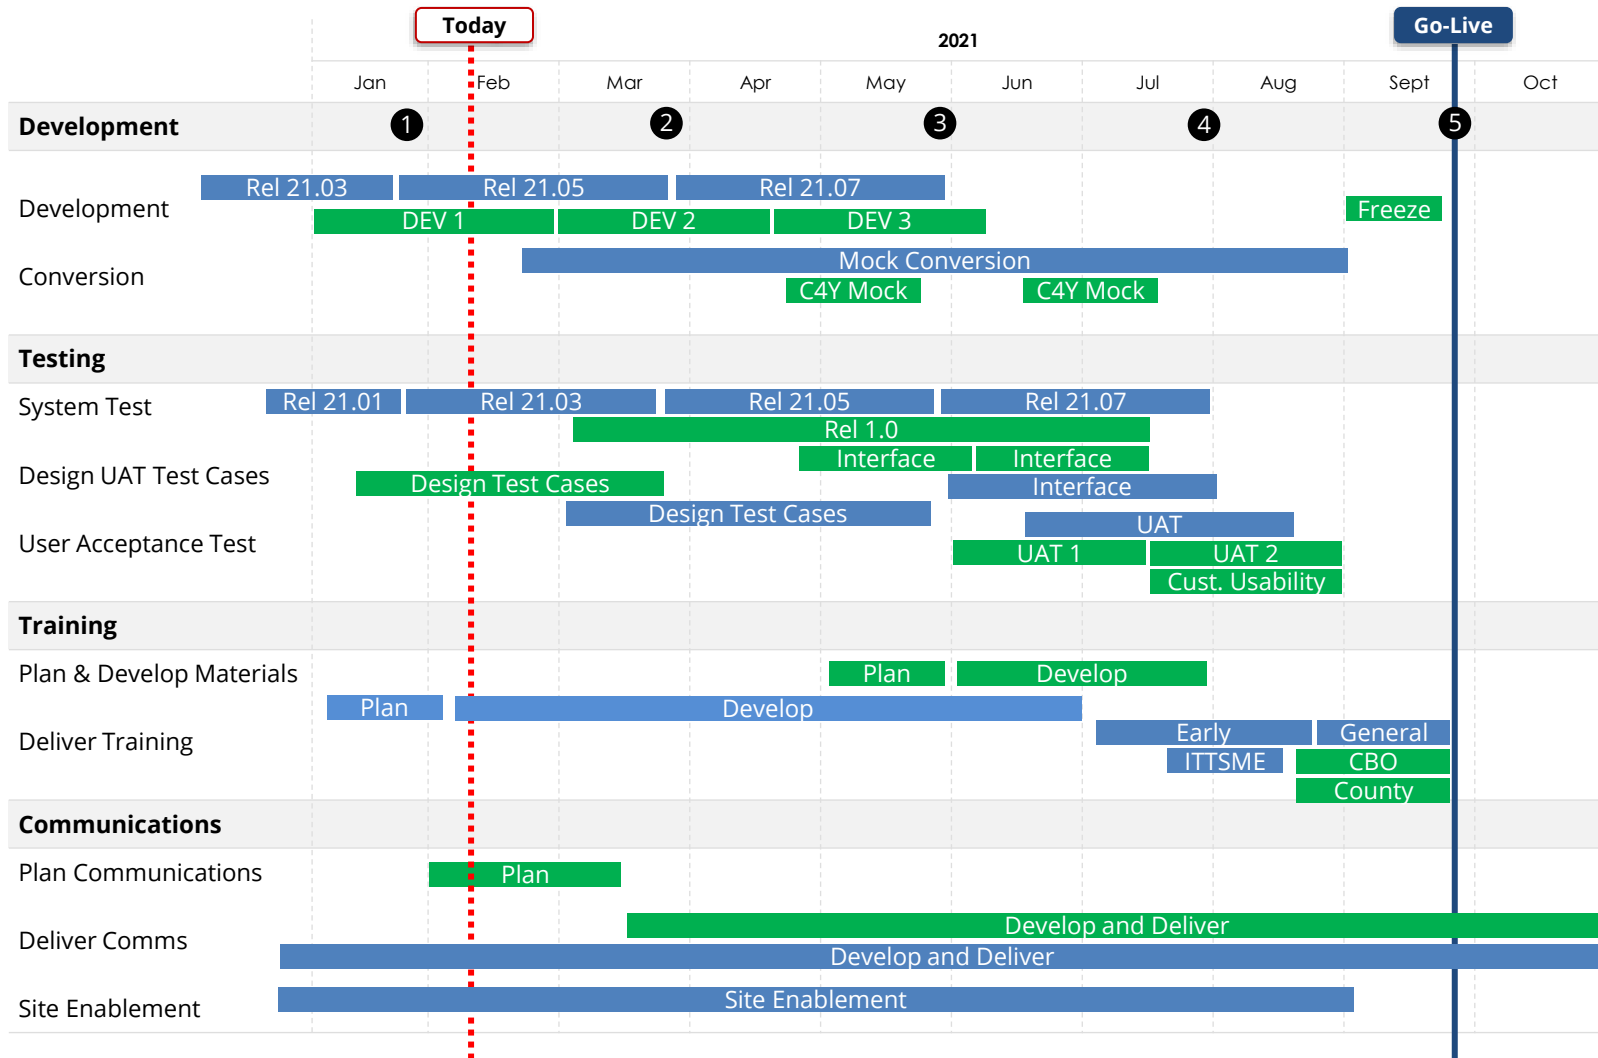 Today
Go-Live
2021
Jan Feb Mar Apr May Jun Jul Aug Sept Oct
Development
1 2 3 4 5
Development
Rel 21.03 Rel 21.05 Rel 21.07
DEV 1 DEV 2 DEV 3
Freeze
Conversion
Mock Conversion
C4Y Mock C4Y Mock
Testing
System Test
Rel 21.01 Rel 21.03 Rel 21.05 Rel 21.07
Rel 1.0
Design UAT Test Cases
Interface Interface
Design Test Cases
Interface
Design Test Cases
User Acceptance Test
UAT
UAT 1 UAT 2
Cust. Usability
Training
Plan & Develop Materials
Plan Develop
Plan Develop
Deliver Training
Early General
ITTSME CBO
County
Communications
Plan Communications
Plan
Deliver Comms
Develop and Deliver
Develop and Deliver
Site Enablement
Site Enablement